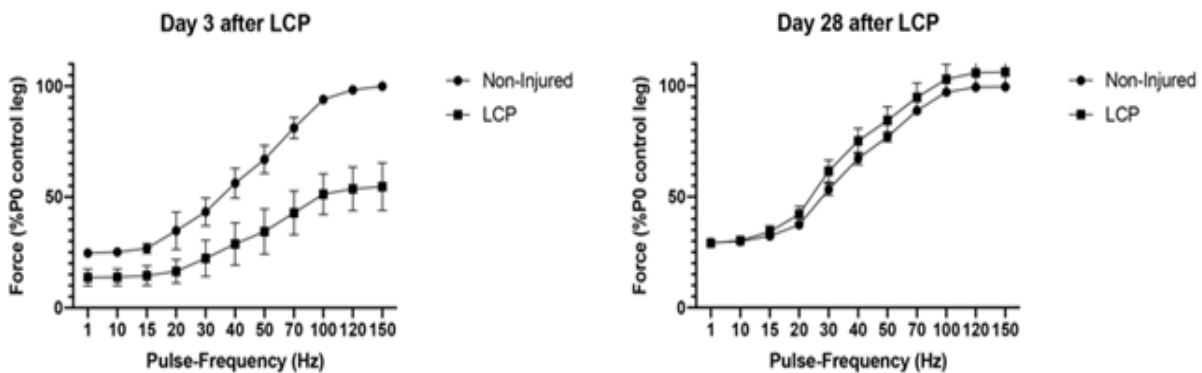 Day 3 after LCP
Force (%P0 control leg)
100
50
0
1 10 15 20 30 40 50 70 100 120 150
Pulse-Frequency (Hz)
Non-Injured
LCP
Day 28 after LCP
Force (%P0 control leg)
100
50
0
1 10 15 20 30 40 50 70 100 120 150
Pulse-Frequency (Hz)
Non-Injured
LCP